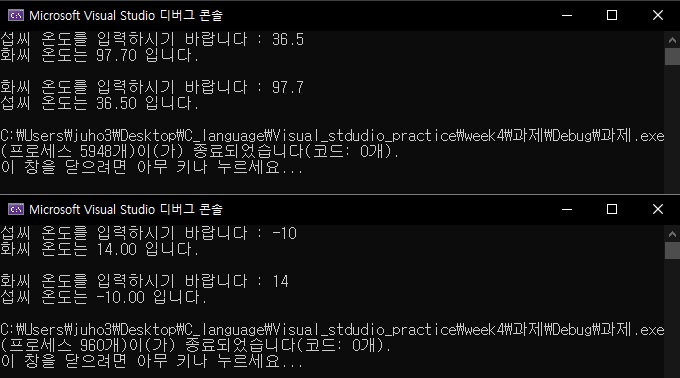 Microsoft Visual Studio 디버그 콘솔
섭씨 온도를 입력하시기 바랍니다 : 36.5
화씨 온도는 97.70 입니다.
화씨 온도를 입력하시기 바랍니다 : 97.7
섭씨 온도는 36.50 입니다.
C:₩Users₩juho3₩Desktop₩C_language₩Visual_stdudio_practice₩week4₩과제₩Debug₩과제.exe
(프로세스 5948개)이(가) 종료되었습니다(코드: 0개).
이 창을 닫으려면 아무 키나 누르세요...
Microsoft Visual Studio 디버그 콘솔
섭씨 온도를 입력하시기 바랍니다 : -10
화씨 온도는 14.00 입니다.
화씨 온도를 입력하시기 바랍니다 : 14
섭씨 온도는 -10.00 입니다.
C:₩Users₩juho3₩Desktop₩C_language₩Visual_stdudio_practice₩week4₩과제₩Debug₩과제.exe
(프로세스 960개)이(가) 종료되었습니다(코드: 0개).
이 창을 닫으려면 아무 키나 누르세요...